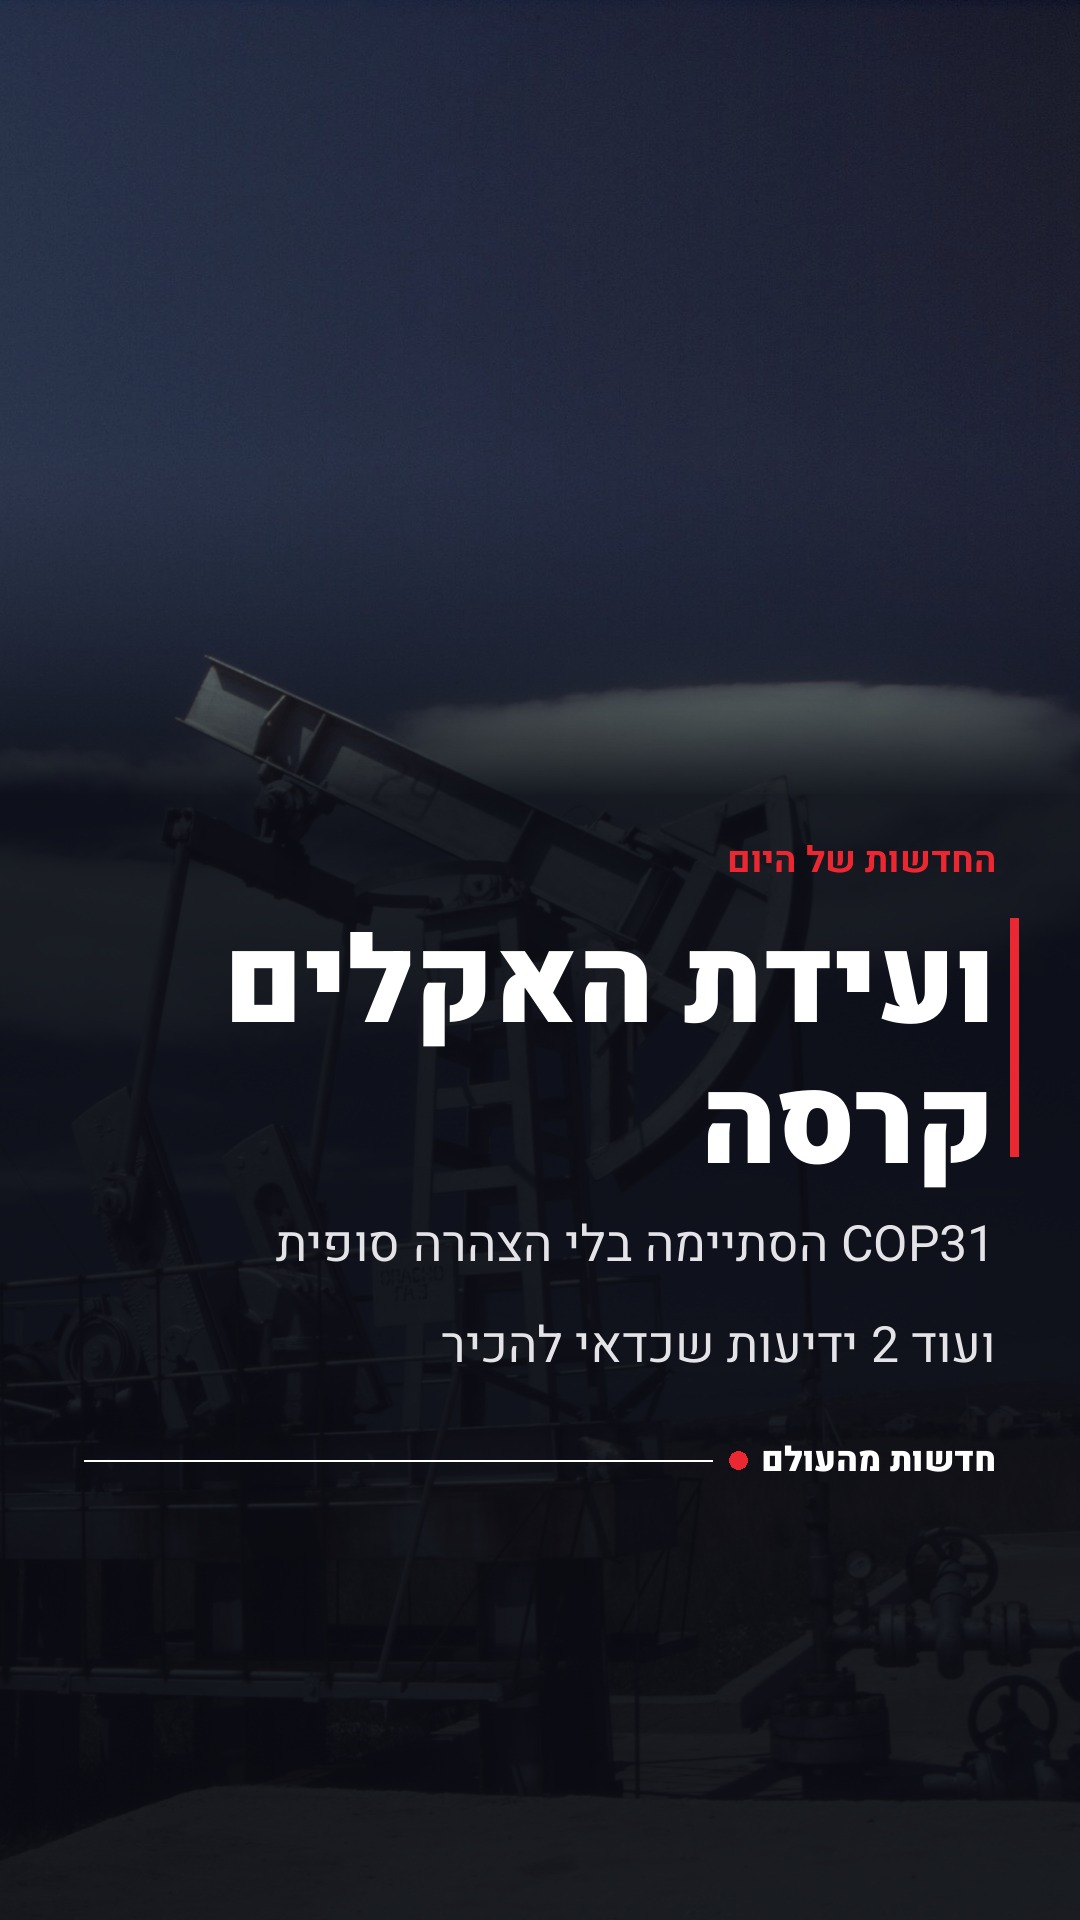 החדשות של היום
ועידת האקלים
קרסה
COP31 הסתיימה בלי הצהרה סופית
ועוד 2 ידיעות שכדאי להכיר
חדשות מהעולם